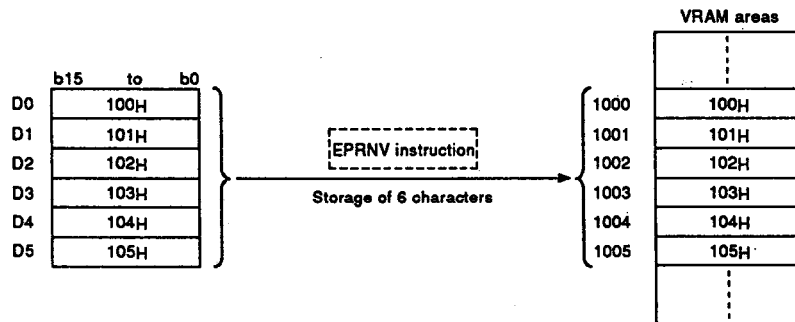 VRAM areas
b15 to b0
D0 100H 1000 100H
D1 101H 1001 101H
EPRNV instruction
D2 102H 1002 102H
D3 103H 1003 103H
Storage of 6 characters
D4 104H 1004 104H
D5 105H 1005 105H